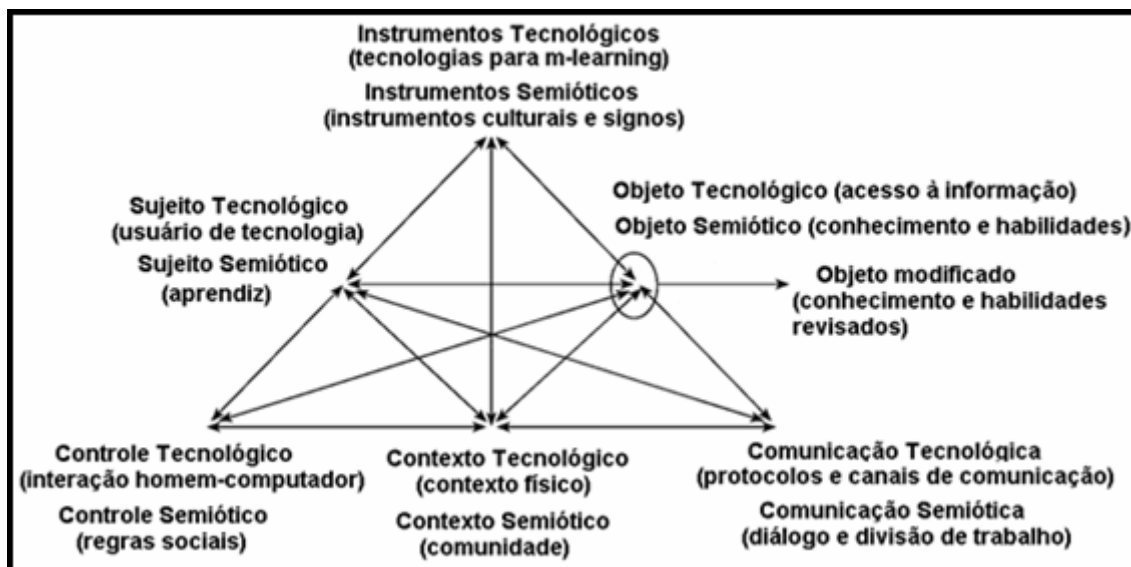 Instrumentos Tecnológicos
(tecnologias para m-learning)
Instrumentos Semióticos
(instrumentos culturais e signos)
Sujeito Tecnológico
(usuário de tecnologia)
Sujeito Semiótico
(aprendiz)
Objeto Tecnológico (acesso à informação)
Objeto Semiótico (conhecimento e habilidades)
Objeto modificado
(conhecimento e habilidades
revisados)
Controle Tecnológico
(interação homem-computador)
Controle Semiótico
(regras sociais)
Contexto Tecnológico
(contexto físico)
Contexto Semiótico
(comunidade)
Comunicação Tecnológica
(protocolos e canais de comunicação)
Comunicação Semiótica
(diálogo e divisão de trabalho)